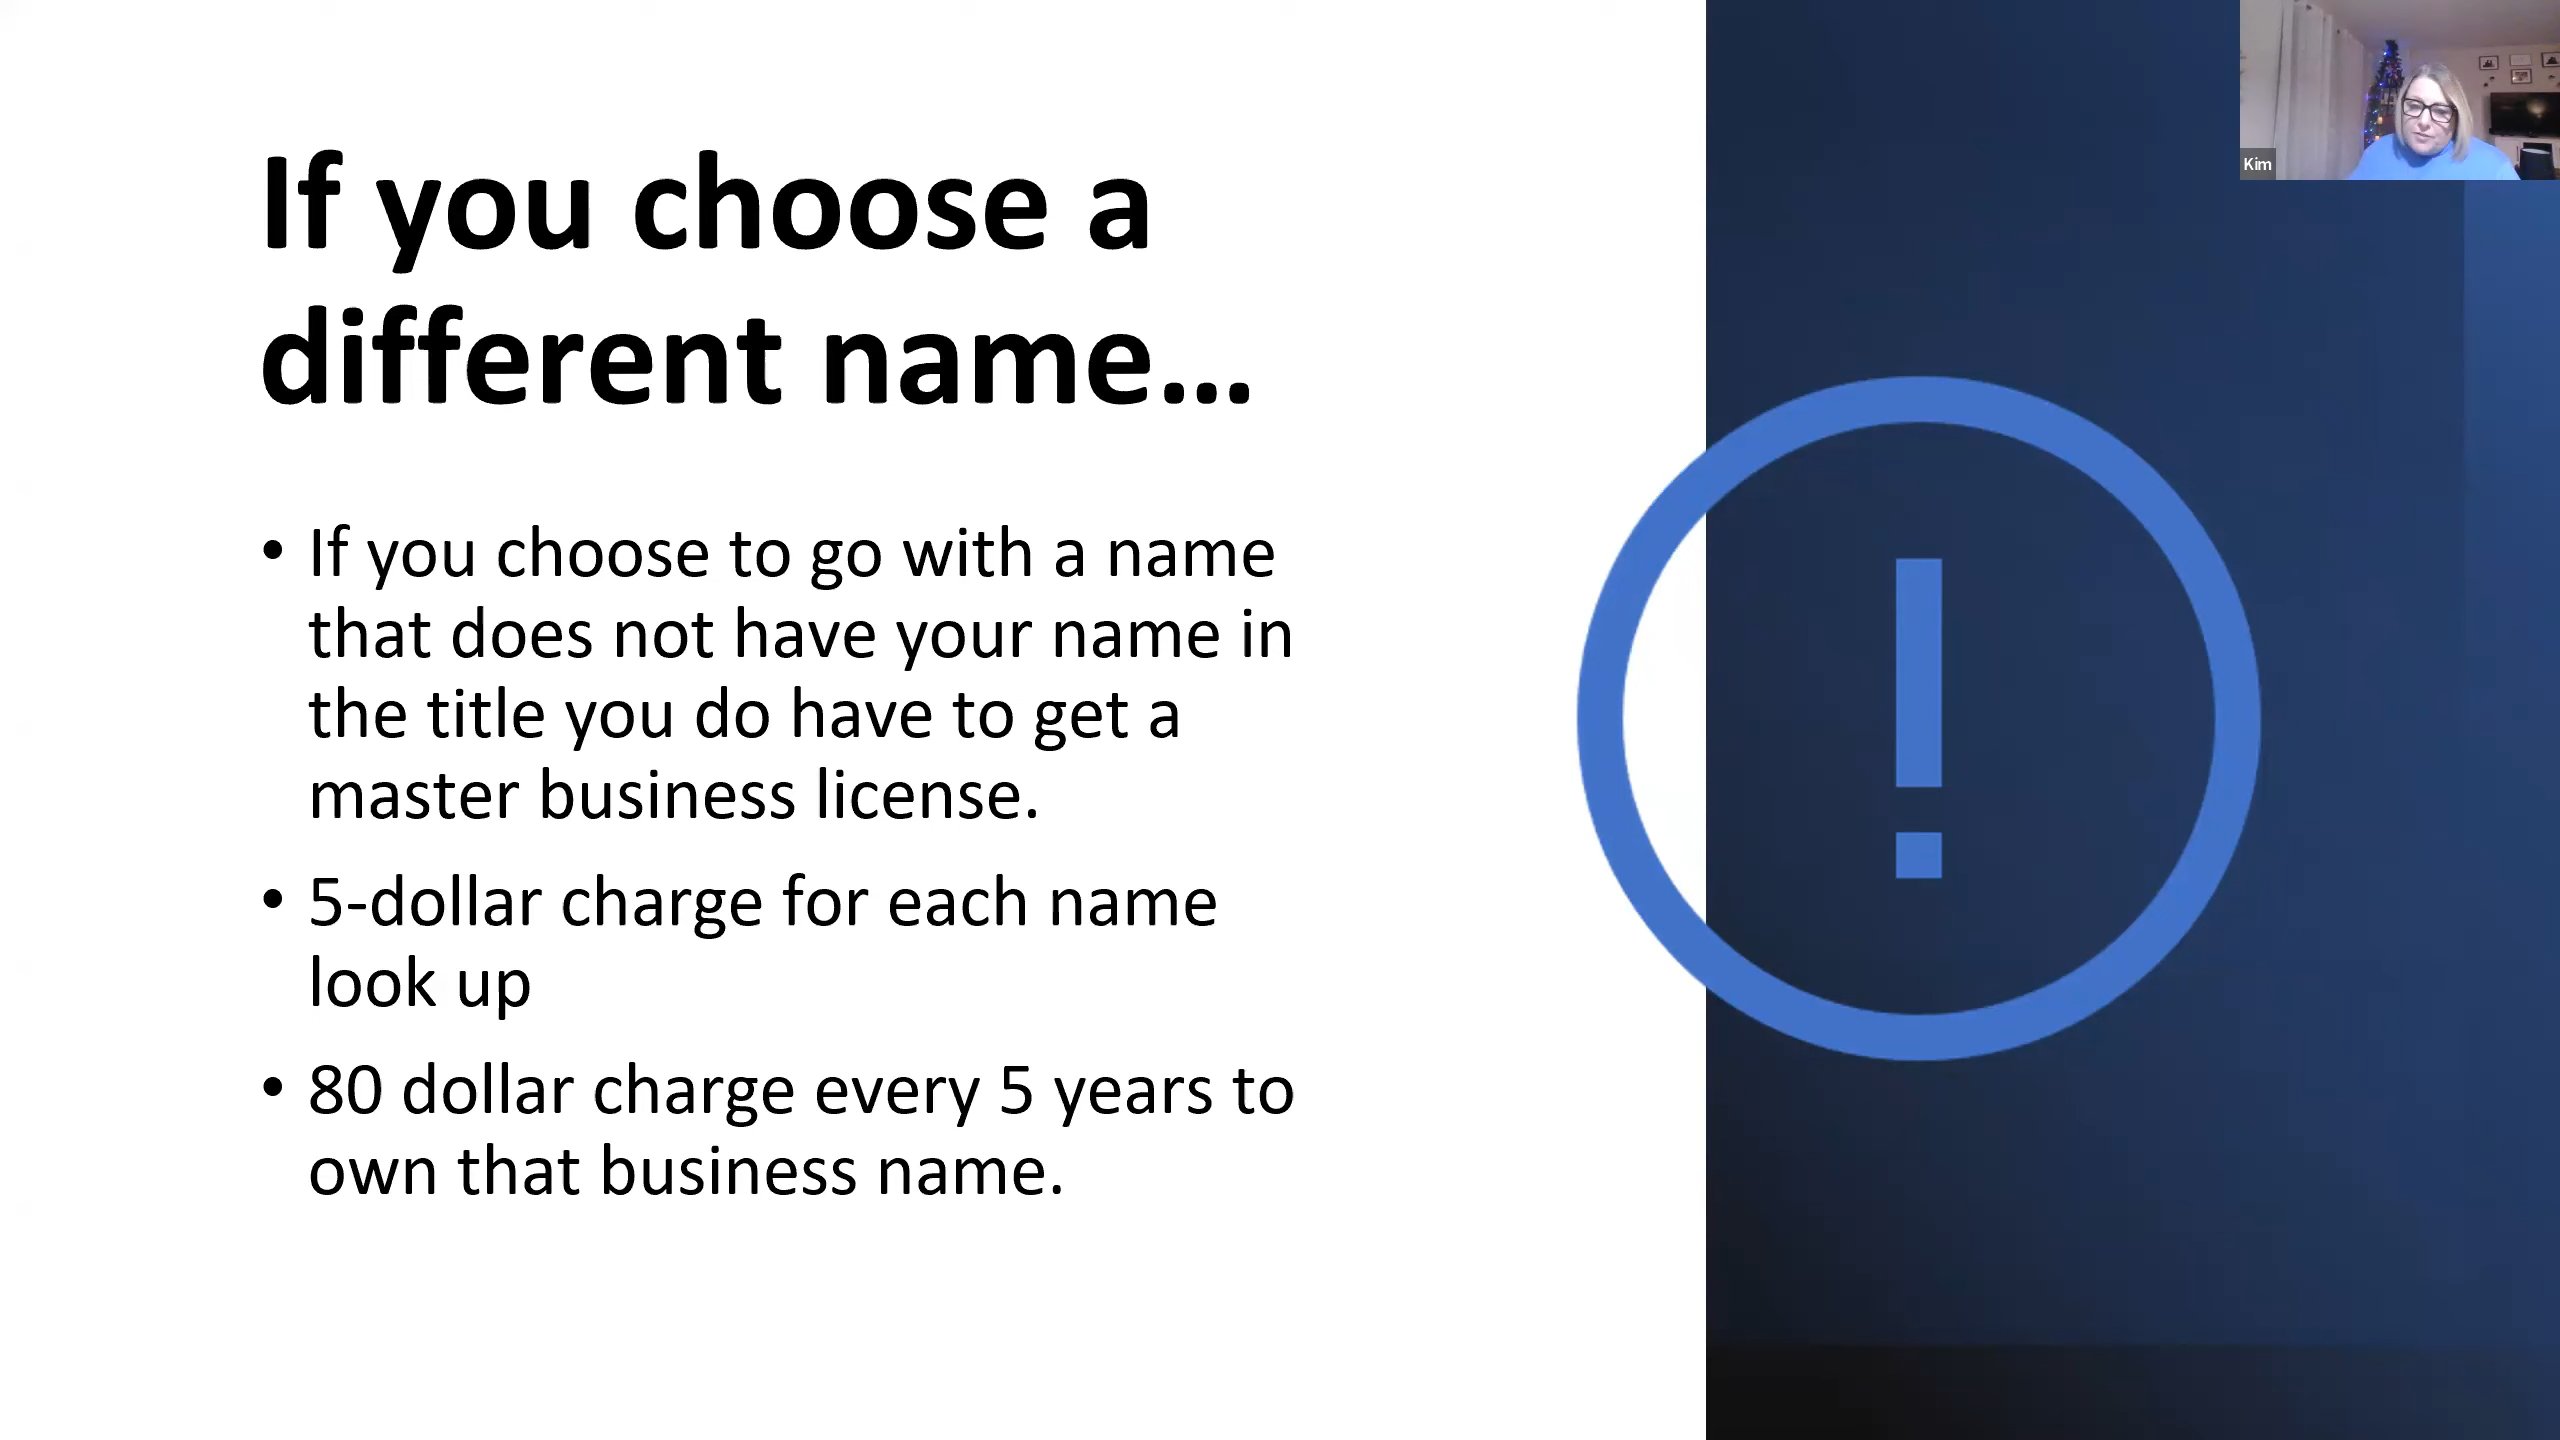 If you choose a
different name...
• If you choose to go with a name
that does not have your name in
the title you do have to get a
master business license.
• 5-dollar charge for each name
look up
• 80 dollar charge every 5 years to
own that business name.
!
Kim